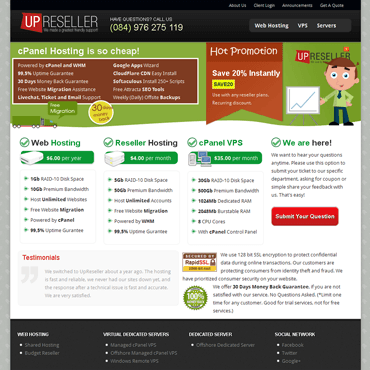 About Us
Client Login
Announcements
Get A Quote
UPRESELLER
We make a greatest friendly support
HAVE QUESTIONS? CALL US
(084) 976 275 119
Web Hosting
VPS
Servers
cPanel Hosting is so cheap!
Powered by cPanel and WHM
99.9% Uptime Guarantee
30 Days Money Back Guarantee
Free Website Migration Assistance
Livechat, Ticket and Email Support
Google Apps Wizard
CloudFlare CDN Easy Install
Softaculous Install 250+ Scripts
Free Attracta SEO Tools
Weekly (Daily) Offsite Backups
Free
Migration
30 days
money-
back
Hot Promotion
Save 20% Instantly
SAVE20
Use with any reseller plans.
Recurring discount.
UPRESELLER
Web Hosting
$6.00 per year
1Gb RAID-10 Disk Space
10Gb Premium Bandwidth
Host Unlimited Websites
Free Website Migration
Powered by cPanel
99.9% Uptime Gurantee
Reseller Hosting
$4.00 per month
5Gb RAID-10 Disk Space
50Gb Premium Bandwidth
Host Unlimited Accounts
Free Website Migration
Powered by WHM
99.9% Uptime Gurantee
cPanel VPS
$35.00 per month
30Gb RAID-10 Disk Space
300Gb Premium Bandwidth
1024Mb Dedicated RAM
2048Mb Burstable RAM
8 CPU Cores
With cPanel Control Panel
We are here!
We want to hear your questions
anytime. Please use this option to
submit your ticket to our specific
department, asking for coupon or
simple share your feedback with
us. That's easy!
Submit Your Question
Testimonials
We switched to UpReseller about a year ago. The hosting
is fast and reliable, we never had our sites down yet, and
the response after a technical issue is fast and accurate.
We are very satisfied.
SECURED BY
RapidSSL
We use 128 bit SSL encryption to protect confidential
data during online transactions. Our customers are
protecting consumers from identity theft and fraud. We
have prioritized consumer security on your website.
100%
We offer 30 Days Money Back Guarantee, if you are not
satisfied with our service. No Questions Asked. (*Limit one
time for any customer. Good for trial services, not for free
services.)
WEB HOSTING
Shared Hosting
Budget Reseller
VIRTUAL DEDICATED SERVERS
Managed cPanel VPS
Offshore Managed cPanel VPS
Windows Remote VPS
DEDICATED SERVER
Offshore Dedicated Server
SOCIAL NETWORK
Facebook
Twitter
Google+